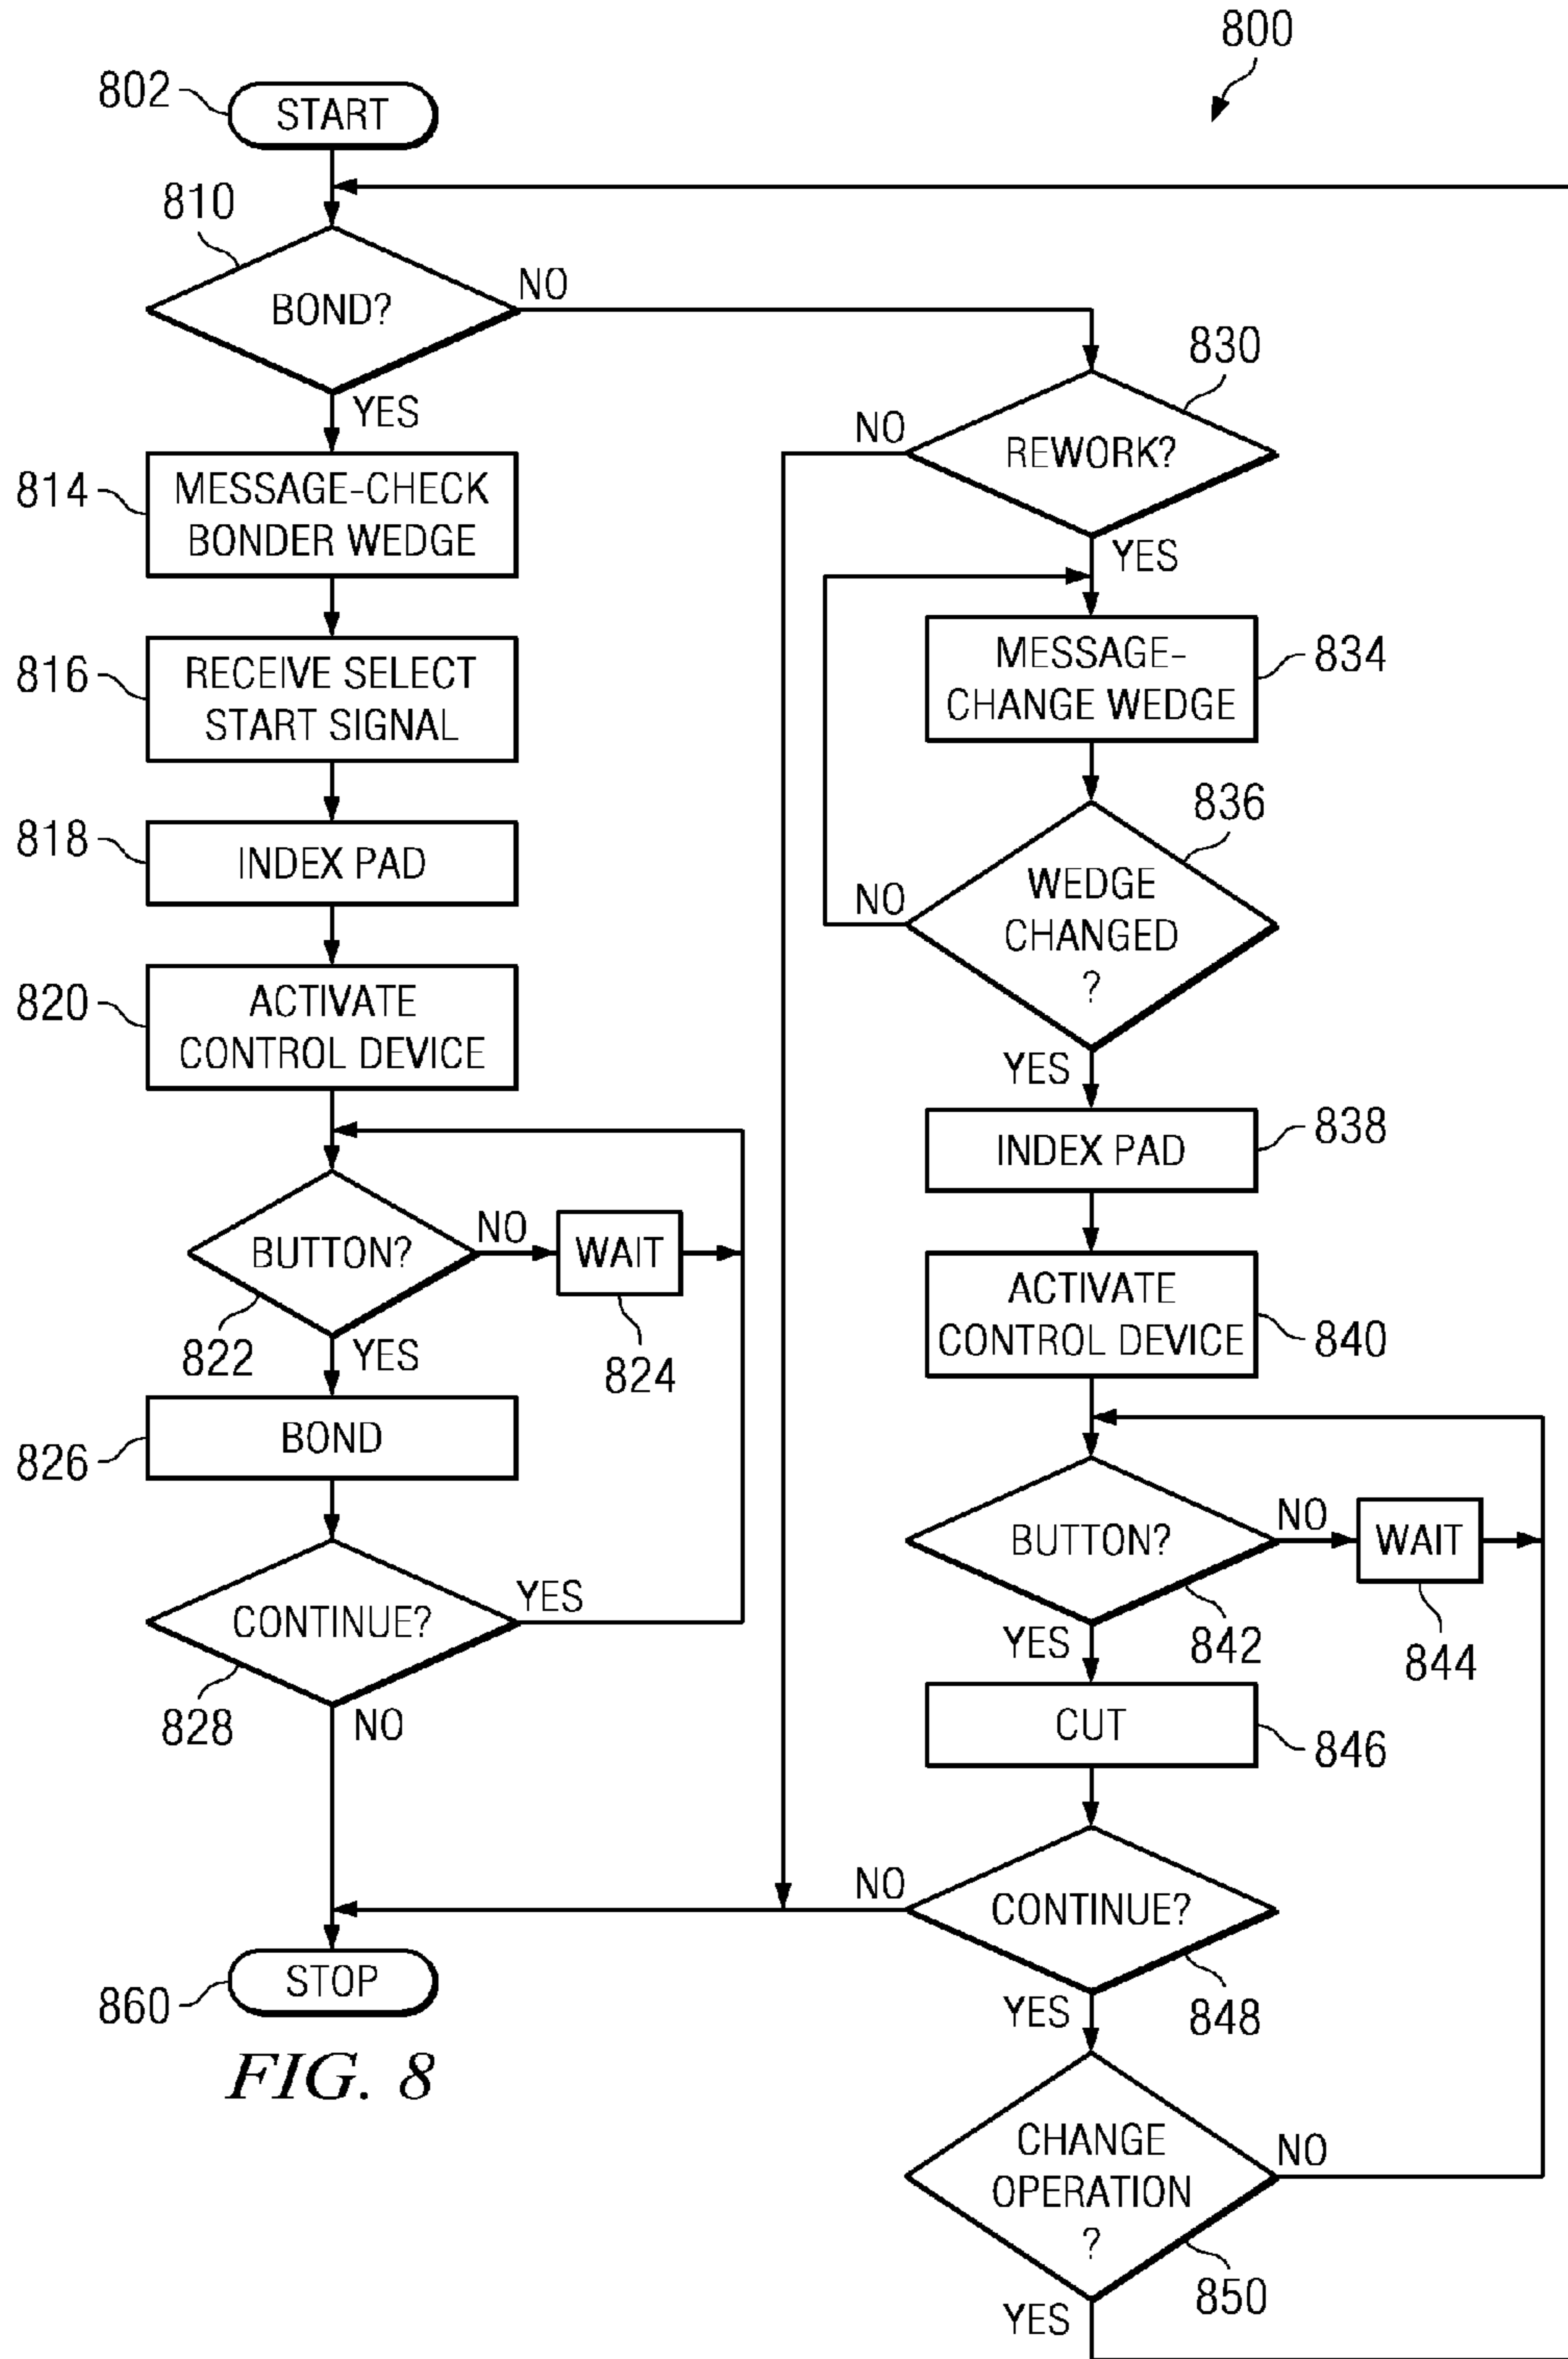 800
802
START
810
BOND?
NO
YES
830
REWORK?
NO
YES
814
MESSAGE-CHECK
BONDER WEDGE
816
RECEIVE SELECT
START SIGNAL
818
INDEX PAD
820
ACTIVATE
CONTROL DEVICE
BUTTON?
822
NO
WAIT
824
YES
826
BOND
CONTINUE?
828
YES
NO
STOP
860
MESSAGE-
CHANGE WEDGE
834
836
WEDGE
CHANGED
?
NO
YES
INDEX PAD
838
ACTIVATE
CONTROL DEVICE
840
BUTTON?
842
NO
WAIT
844
YES
CUT
846
CONTINUE?
848
NO
YES
CHANGE
OPERATION
?
850
NO
YES
FIG. 8